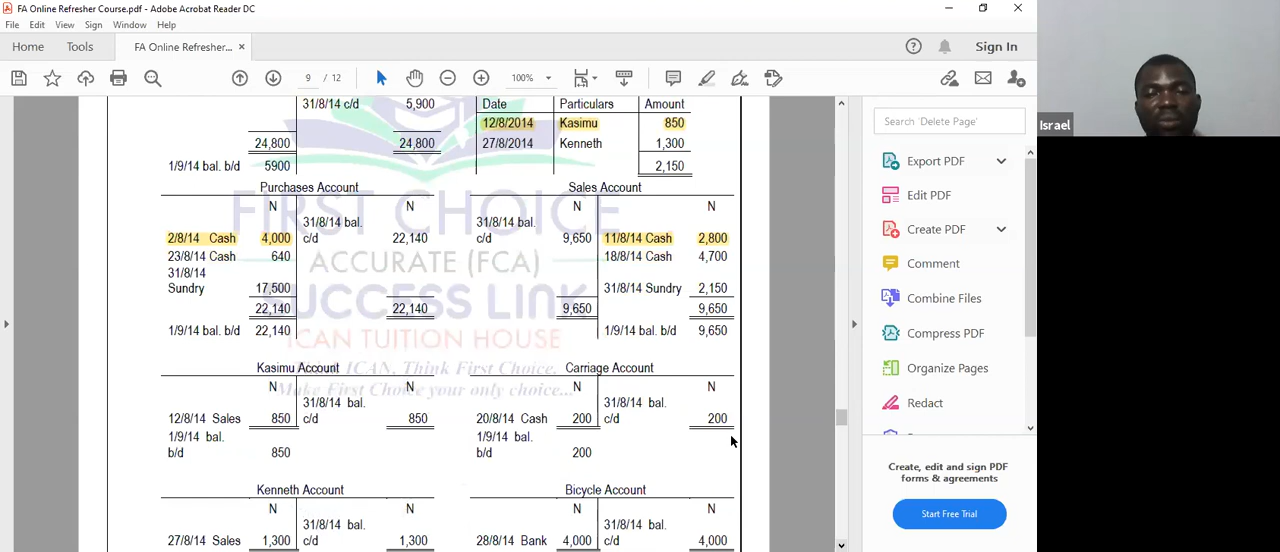 FA Online Refresher Course.pdf - Adobe Acrobat Reader DC
File Edit View Sign Window Help
Home Tools FA Online Refresher... × Sign In
9 / 12 100%
31/8/14 c/d 5,900 Date Particulars Amount
12/8/2014 Kasimu 850
24,800 24,800 27/8/2014 Kenneth 1,300
1/9/14 bal. b/d 5900 2,150
Purchases Account Sales Account
N N N N
31/8/14 bal. 31/8/14 bal.
2/8/14 Cash 4,000 c/d 22,140 c/d 9,650 11/8/14 Cash 2,800
23/8/14 Cash 640 18/8/14 Cash 4,700
31/8/14
Sundry 17,500 31/8/14 Sundry 2,150
22,140 22,140 9,650 9,650
1/9/14 bal. b/d 22,140 1/9/14 bal. b/d 9,650
FIRST CHOICE
ACCURATE (FCA)
SUCCESS LINK
ICAN TUITION HOUSE
Think ICAN, Think First Choice.
Make First Choice your only choice...
Kasimu Account Carriage Account
N N N N
31/8/14 bal. 31/8/14 bal.
12/8/14 Sales 850 c/d 850 20/8/14 Cash 200 c/d 200
1/9/14 bal. 1/9/14 bal.
b/d 850 b/d 200
Kenneth Account Bicycle Account
N N N N
31/8/14 bal. 31/8/14 bal.
27/8/14 Sales 1,300 c/d 1,300 28/8/14 Bank 4,000 c/d 4,000
Search 'Delete Page'
Export PDF
Edit PDF
Create PDF
Comment
Combine Files
Compress PDF
Organize Pages
Redact
Create, edit and sign PDF
forms & agreements
Start Free Trial
Israel